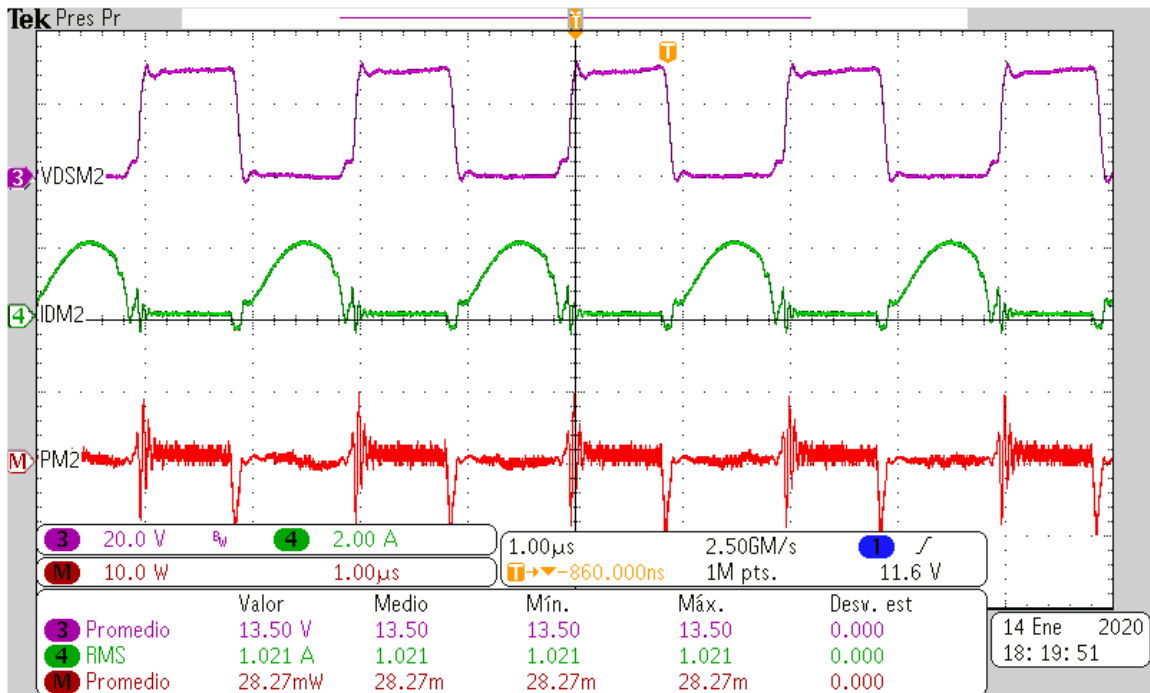 Tek Pres Pr
T
T
3 VDSM2
4 IDM2
M PM2
3 20.0 V BW 4 2.00 A
M 10.0 W 1.00µs
1.00µs 2.50GM/s 1 ∫
T→▼-860.000ns 1M pts. 11.6 V
Valor Medio Mín. Máx. Desv. est
3 Promedio 13.50 V 13.50 13.50 13.50 0.000
4 RMS 1.021 A 1.021 1.021 1.021 0.000
M Promedio 28.27mW 28.27m 28.27m 28.27m 0.000
14 Ene 2020
18:19:51